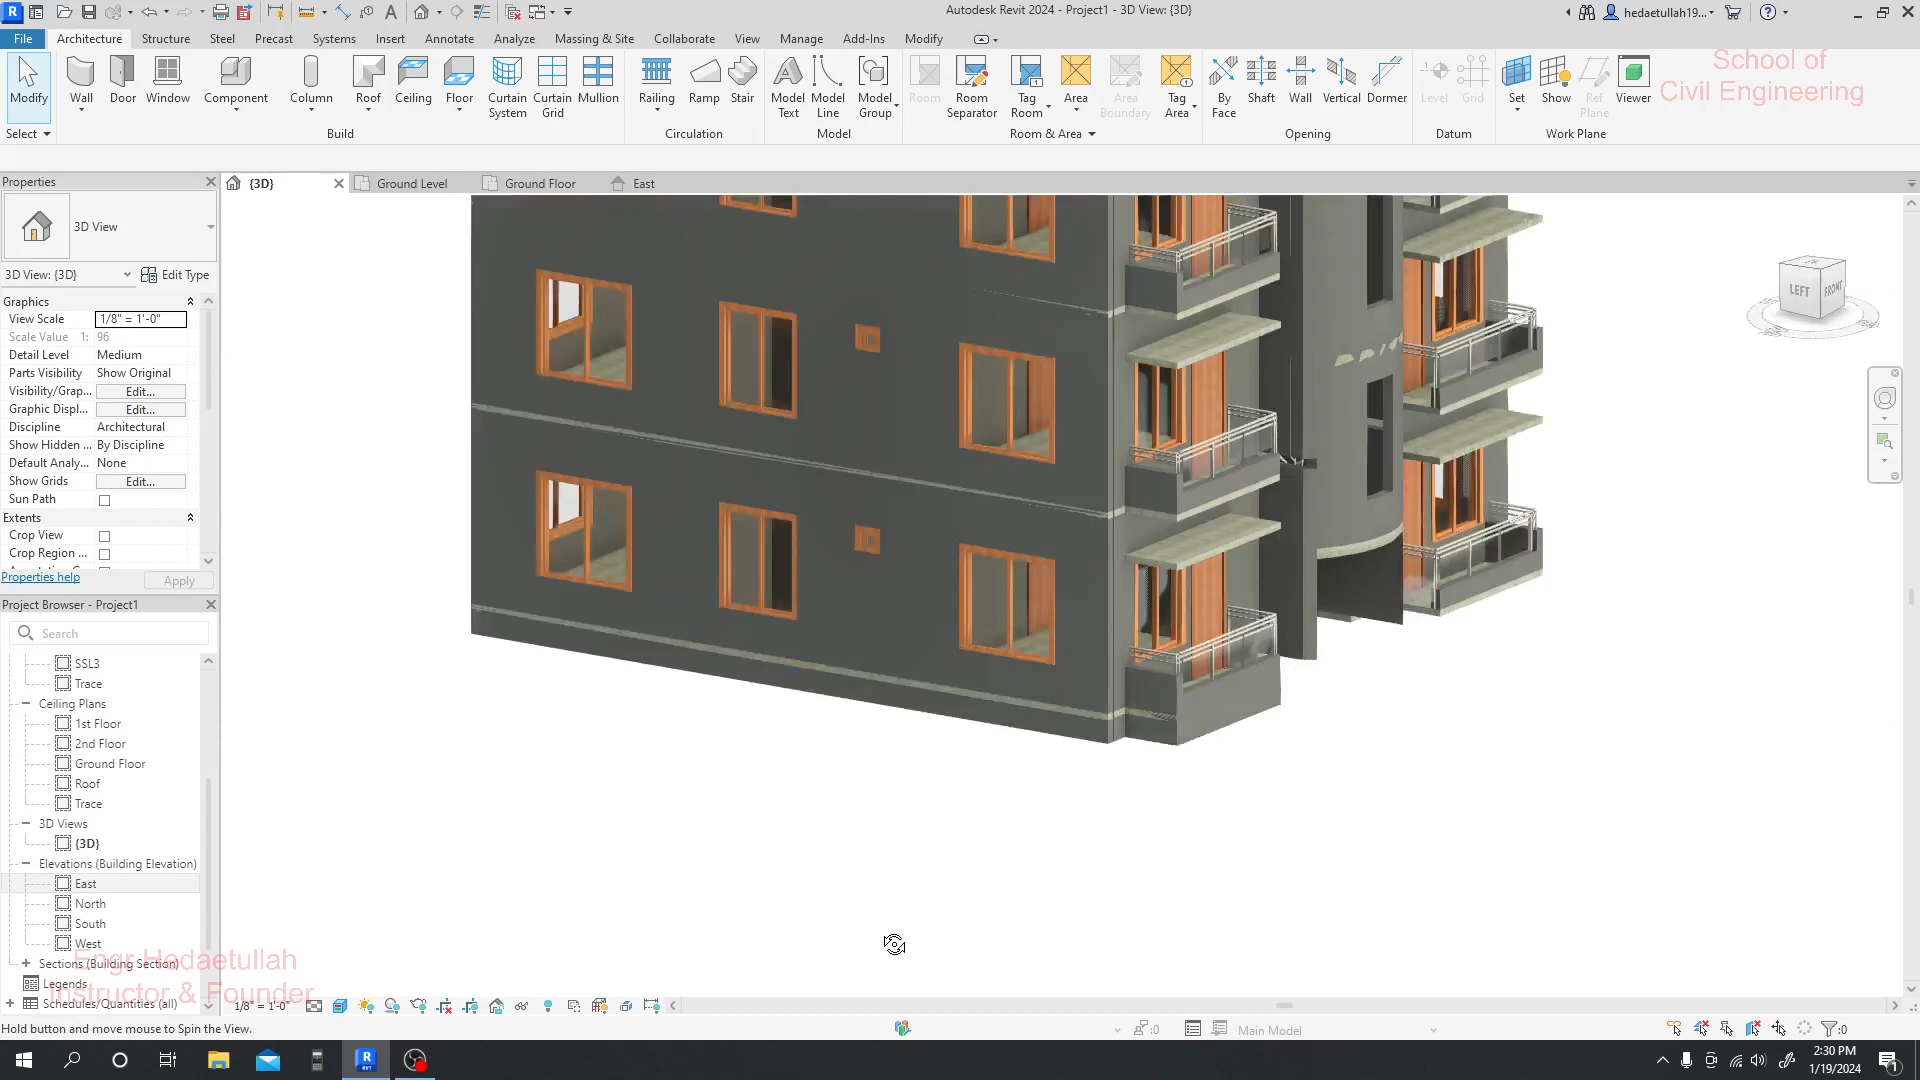 Autodesk Revit 2024 - Project1 - 3D View: {3D}
hedaetullah19...
File Architecture Structure Steel Precast Systems Insert Annotate Analyze Massing & Site Collaborate View Manage Add-Ins Modify
School of
Civil Engineering
Modify Wall Door Window Component Column Roof Ceiling Floor Curtain System Curtain Grid Mullion Railing Ramp Stair Model Text Model Line Model Group Room Room Separator Tag Room Area Area Boundary Tag Area By Face Shaft Wall Vertical Dormer Level Grid Set Show Ref Plane Viewer
Select Build Circulation Model Room & Area Opening Datum Work Plane
Properties
{3D} Ground Level Ground Floor East
3D View
3D View: {3D} Edit Type
Graphics
View Scale 1/8" = 1'-0"
Scale Value 1: 96
Detail Level Medium
Parts Visibility Show Original
Visibility/Grap... Edit...
Graphic Displ... Edit...
Discipline Architectural
Show Hidden ... By Discipline
Default Analy... None
Show Grids Edit...
Sun Path
Extents
Crop View
Crop Region ...
Properties help Apply
Project Browser - Project1
Search
SSL3
Trace
Ceiling Plans
1st Floor
2nd Floor
Ground Floor
Roof
Trace
3D Views
{3D}
Elevations (Building Elevation)
East
North
South
West
Engr Hedaetullah
Sections (Building Section)
Legends
Instructor & Founder
Schedules/Quantities (all)
LEFT FRONT
1/8" = 1'-0"
Hold button and move mouse to Spin the View.
:0 Main Model :0
2:30 PM
1/19/2024